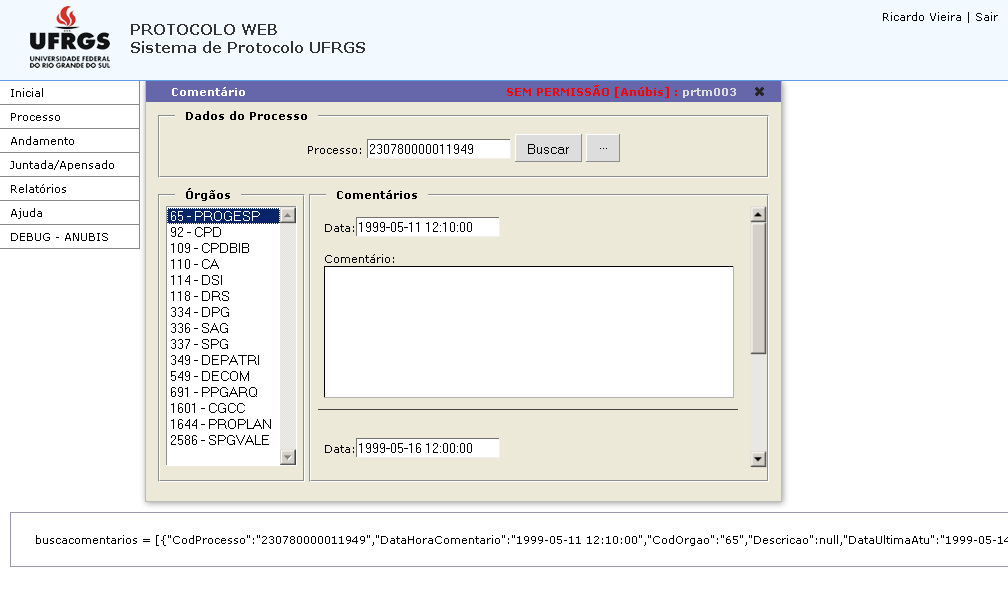 UFRGS
UNIVERSIDADE FEDERAL
DO RIO GRANDE DO SUL
PROTOCOLO WEB
Sistema de Protocolo UFRGS
Ricardo Vieira | Sair
Inicial
Processo
Andamento
Juntada/Apensado
Relatórios
Ajuda
DEBUG - ANUBIS
Comentário
SEM PERMISSÃO [Anúbis] : prtm003
Dados do Processo
Processo: 230780000011949 Buscar ...
Órgãos
65 - PROGESP
92 - CPD
109 - CPDBIB
110 - CA
114 - DSI
118 - DRS
334 - DPG
336 - SAG
337 - SPG
349 - DEPATRI
549 - DECOM
691 - PPGARQ
1601 - CGCC
1644 - PROPLAN
2586 - SPGVALE
Comentários
Data: 1999-05-11 12:10:00
Comentário:
Data: 1999-05-16 12:00:00
buscacomentarios = [{"CodProcesso":"230780000011949","DataHoraComentario":"1999-05-11 12:10:00","CodOrgao":"65","Descricao":null,"DataUltimaAtu":"1999-05-14